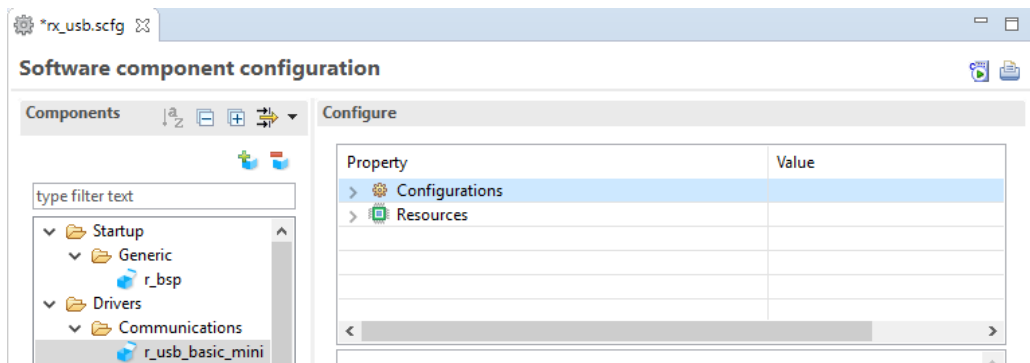 *rx_usb.scfg
Software component configuration
Components
Configure
type filter text
Startup
Generic
r_bsp
Drivers
Communications
r_usb_basic_mini
Property Value
Configurations
Resources